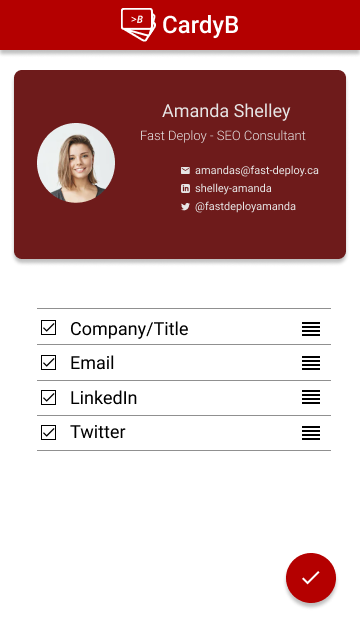 >B CardyB
Amanda Shelley
Fast Deploy - SEO Consultant
amandas@fast-deploy.ca
shelley-amanda
@fastdeployamanda
Company/Title
Email
LinkedIn
Twitter